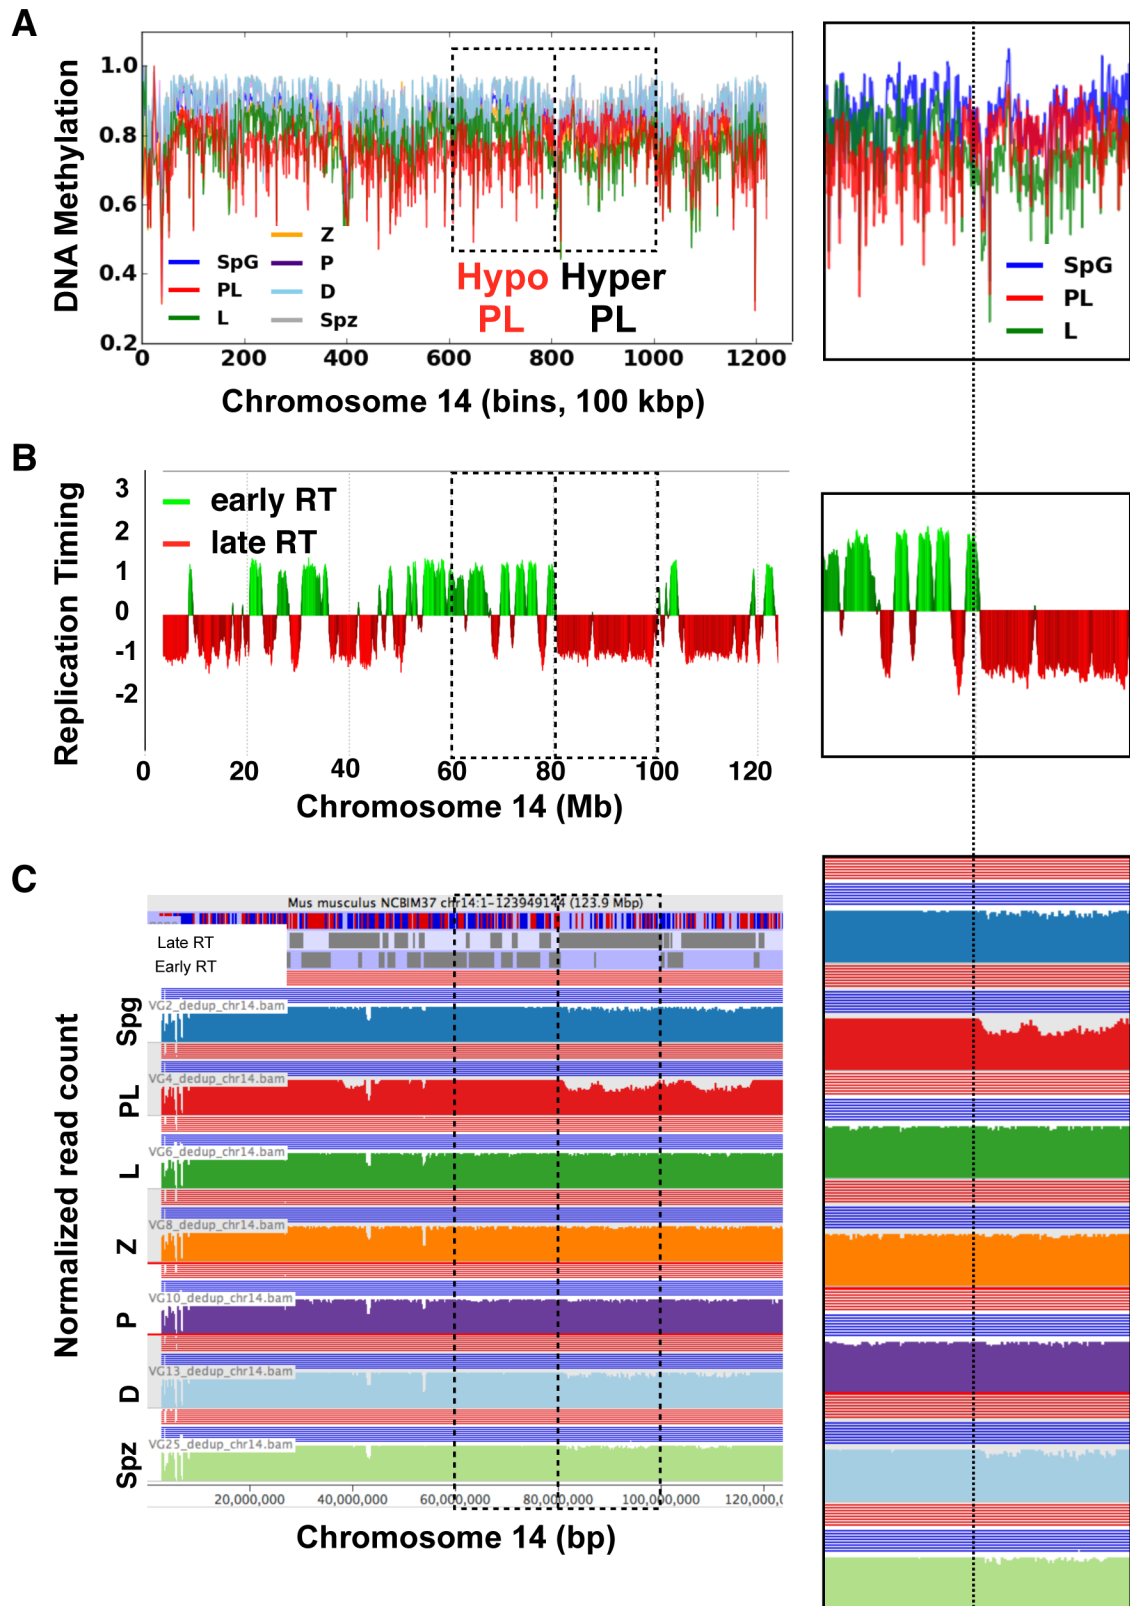 A
DNA Methylation
1.0
0.8
0.6
0.4
0.2
SpG
PL
L
Z
P
D
Spz
Hypo PL
Hyper PL
0 200 400 600 800 1000 1200
Chromosome 14 (bins, 100 kbp)
SpG
PL
L
B
Replication Timing
3
2
1
0
-1
-2
early RT
late RT
0 20 40 60 80 100 120
Chromosome 14 (Mb)
C
Normalized read count
Mus musculus NCBIM37 chr14:1-123949144 (123.9 Mbp)
Late RT
Early RT
Spg
VG2_dedup_chr14.bam
PL
VG4_dedup_chr14.bam
L
VG6_dedup_chr14.bam
Z
VG8_dedup_chr14.bam
P
VG10_dedup_chr14.bam
D
VG13_dedup_chr14.bam
Spz
VG25_dedup_chr14.bam
20,000,000 40,000,000 60,000,000 80,000,000 100,000,000 120,000,0
Chromosome 14 (bp)